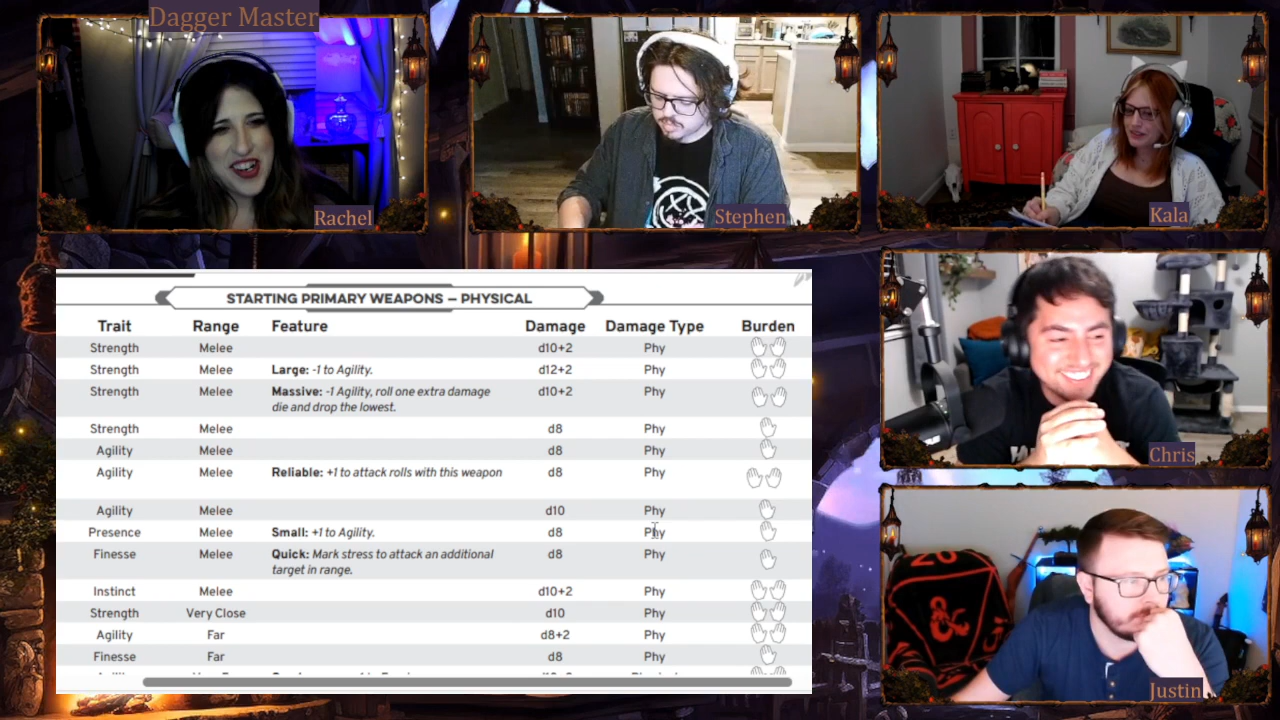 Dagger Master
Rachel
Stephen
Kala
STARTING PRIMARY WEAPONS – PHYSICAL
Trait Range Feature Damage Damage Type Burden
Strength Melee d10+2 Phy
Strength Melee Large: -1 to Agility. d12+2 Phy
Strength Melee Massive: -1 Agility, roll one extra damage d10+2 Phy
die and drop the lowest.
Strength Melee d8 Phy
Agility Melee d8 Phy
Agility Melee Reliable: +1 to attack rolls with this weapon d8 Phy
Agility Melee d10 Phy
Presence Melee Small: +1 to Agility. d8 Phy
Finesse Melee Quick: Mark stress to attack an additional d8 Phy
target in range.
Instinct Melee d10+2 Phy
Strength Very Close d10 Phy
Agility Far d8+2 Phy
Finesse Far d8 Phy
Chris
20
&
Justin